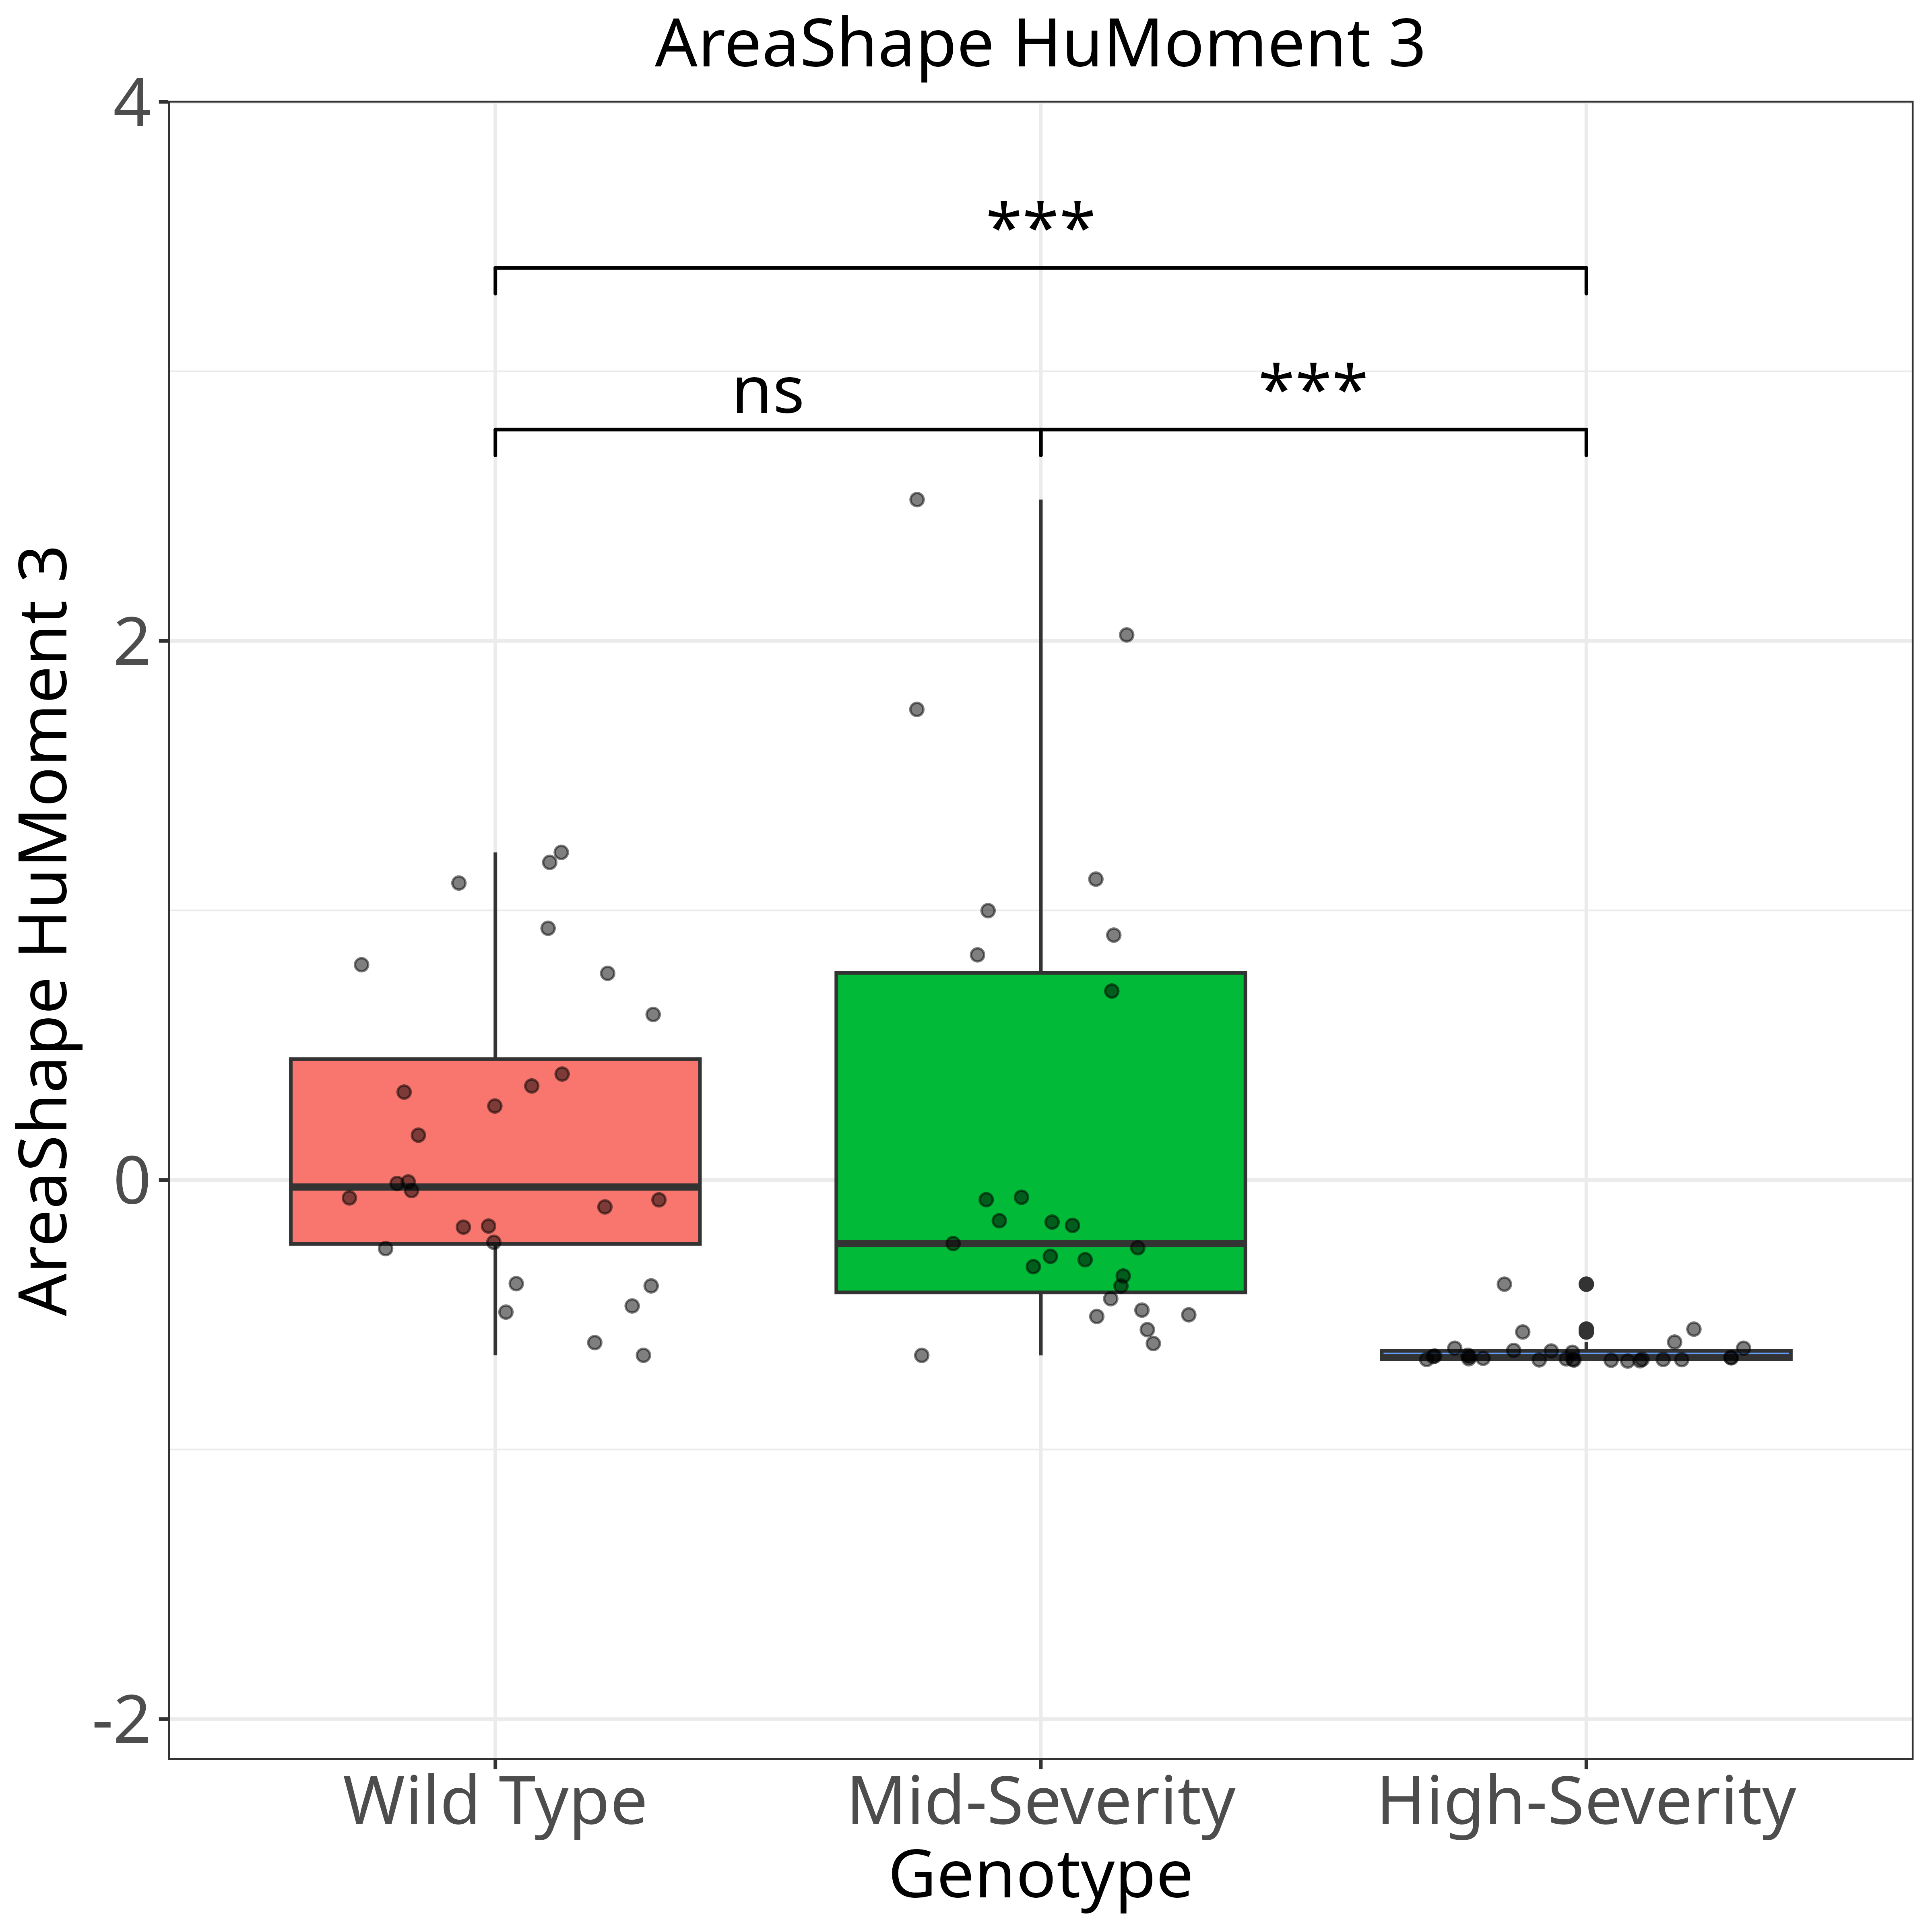 AreaShape HuMoment 3
AreaShape HuMoment 3
4
2
0
-2
***
ns
***
Wild Type
Mid-Severity
High-Severity
Genotype